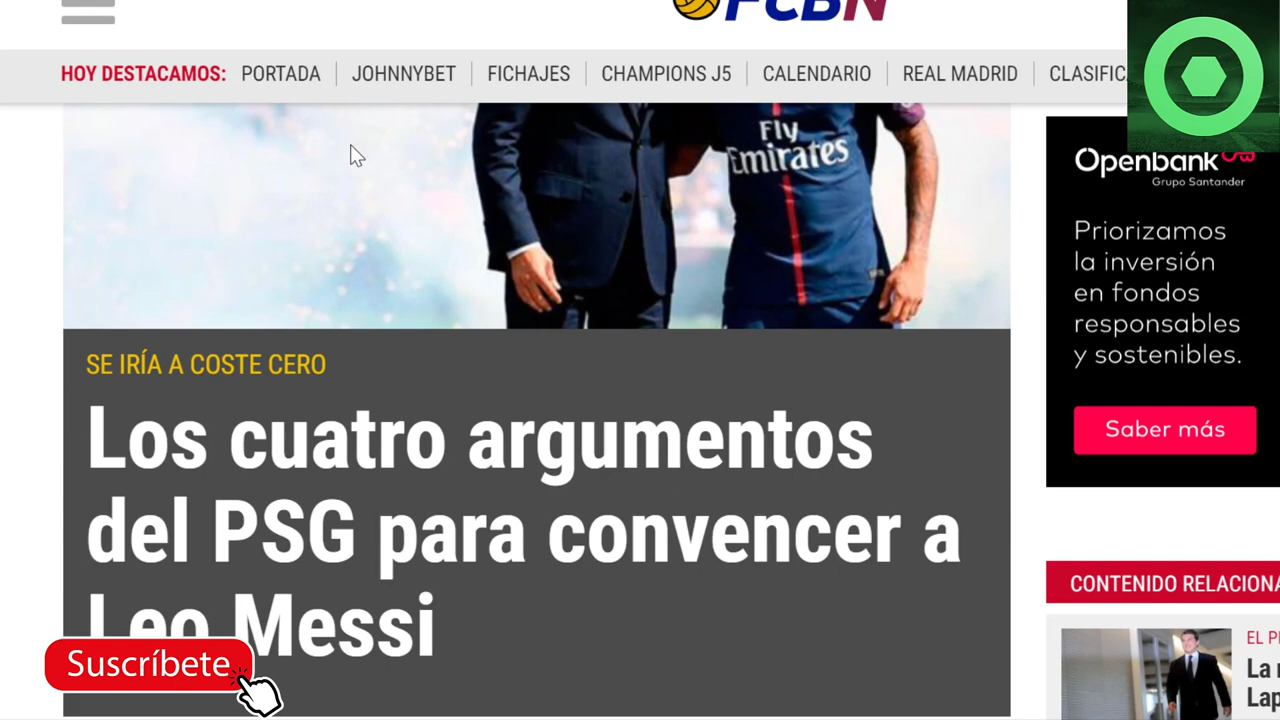 FCBN
HOY DESTACAMOS: PORTADA JOHNNYBET FICHAJES CHAMPIONS J5 CALENDARIO REAL MADRID
Fly
Emirates
Openbank
Grupo Santander
Priorizamos
la inversión
en fondos
responsables
y sostenibles.
Saber más
SE IRÍA A COSTE CERO
Los cuatro argumentos
del PSG para convencer a
Leo Messi
Suscríbete
CONTENIDO
EL
La